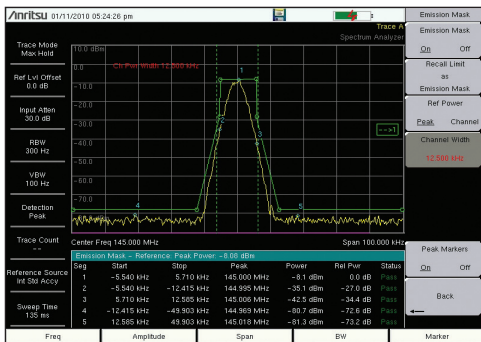 Anritsu 01/11/2010 05:24:26 pm
Emission Mask
Trace A
Spectrum Analyzer
Trace Mode
Max Hold
Ref Lvl Offset
0.0 dB
Input Atten
30.0 dB
RBW
300 Hz
VBW
100 Hz
Detection
Peak
Trace Count
--
Reference Source
Int Std Accy
Sweep Time
135 ms
10.0 dBm
Ch Pwr Width 12.500 kHz
0.0
-10.0
-20.0
-30.0
-40.0
-50.0
-60.0
-70.0
1
2
3
4
5
-->1
Center Freq 145.000 MHz
Span 100.000 kHz
Emission Mask - Reference: Peak Power: -8.08 dBm
Seg Start Stop Peak Power Rel Pwr Status
1 -5.540 kHz 5.710 kHz 145.000 MHz -8.1 dBm 0.0 dB Pass
2 -5.540 kHz -12.415 kHz 144.995 MHz -35.1 dBm -27.0 dB Pass
3 5.710 kHz 12.585 kHz 145.006 MHz -42.5 dBm -34.4 dB Pass
4 -12.415 kHz -49.903 kHz 144.969 MHz -80.7 dBm -72.6 dB Pass
5 12.585 kHz 49.903 kHz 145.018 MHz -81.3 dBm -73.2 dB Pass
Emission Mask
On Off
Recall Limit
as
Emission Mask
Ref Power
Peak Channel
Channel Width
12.500 kHz
Peak Markers
On Off
Back
Freq
Amplitude
Span
BW
Marker